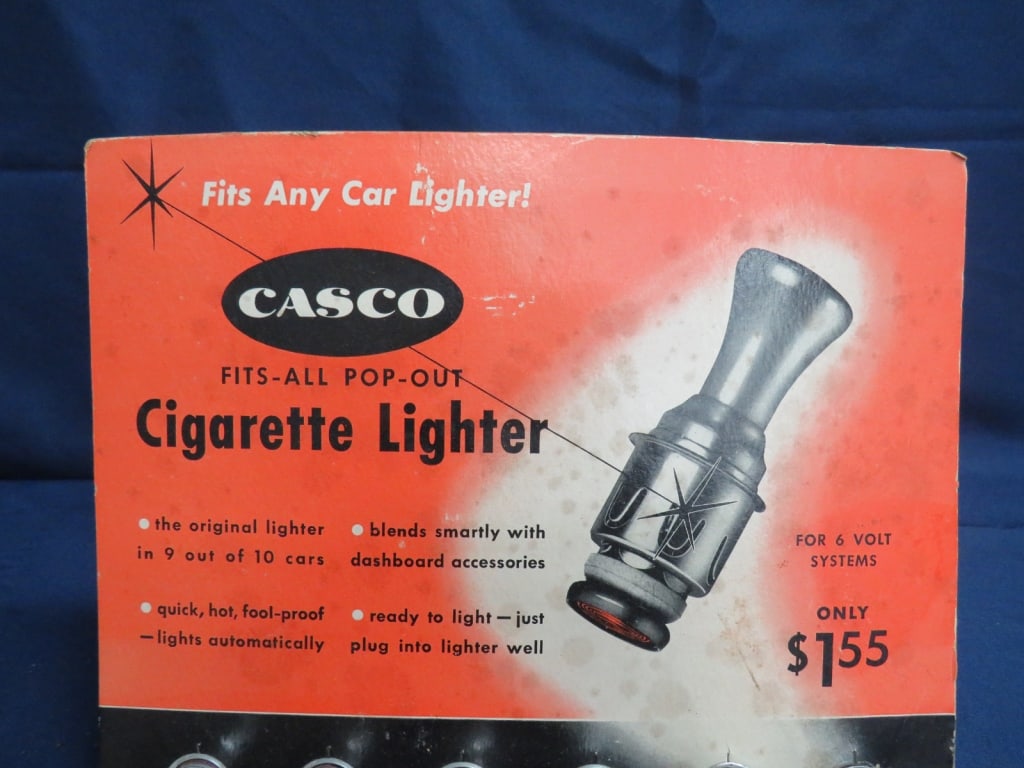 Fits Any Car Lighter!
CASCO
FITS-ALL POP-OUT
Cigarette Lighter
• the original lighter
in 9 out of 10 cars
• blends smartly with
dashboard accessories
• quick, hot, fool-proof
—lights automatically
• ready to light — just
plug into lighter well
FOR 6 VOLT
SYSTEMS
ONLY
$155